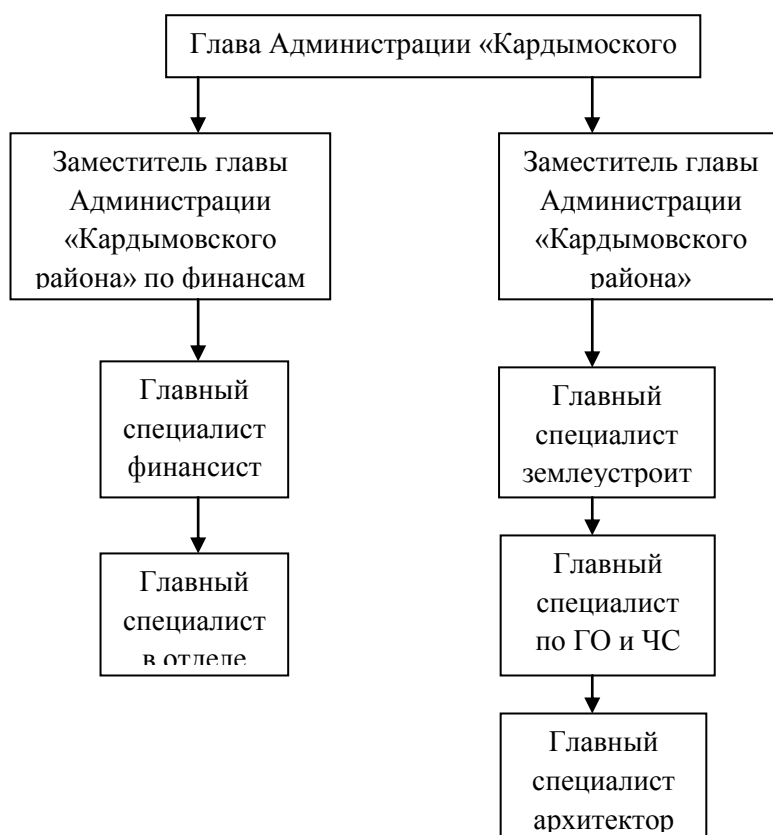 Глава Администрации «Кардымоского
Заместитель главы
Администрации
«Кардымовского
района» по финансам
Заместитель главы
Администрации
«Кардымовского
района»
Главный
специалист
финансист
Главный
специалист
землеустроит
Главный
специалист
в отделе
Главный
специалист
по ГО и ЧС
Главный
специалист
архитектор